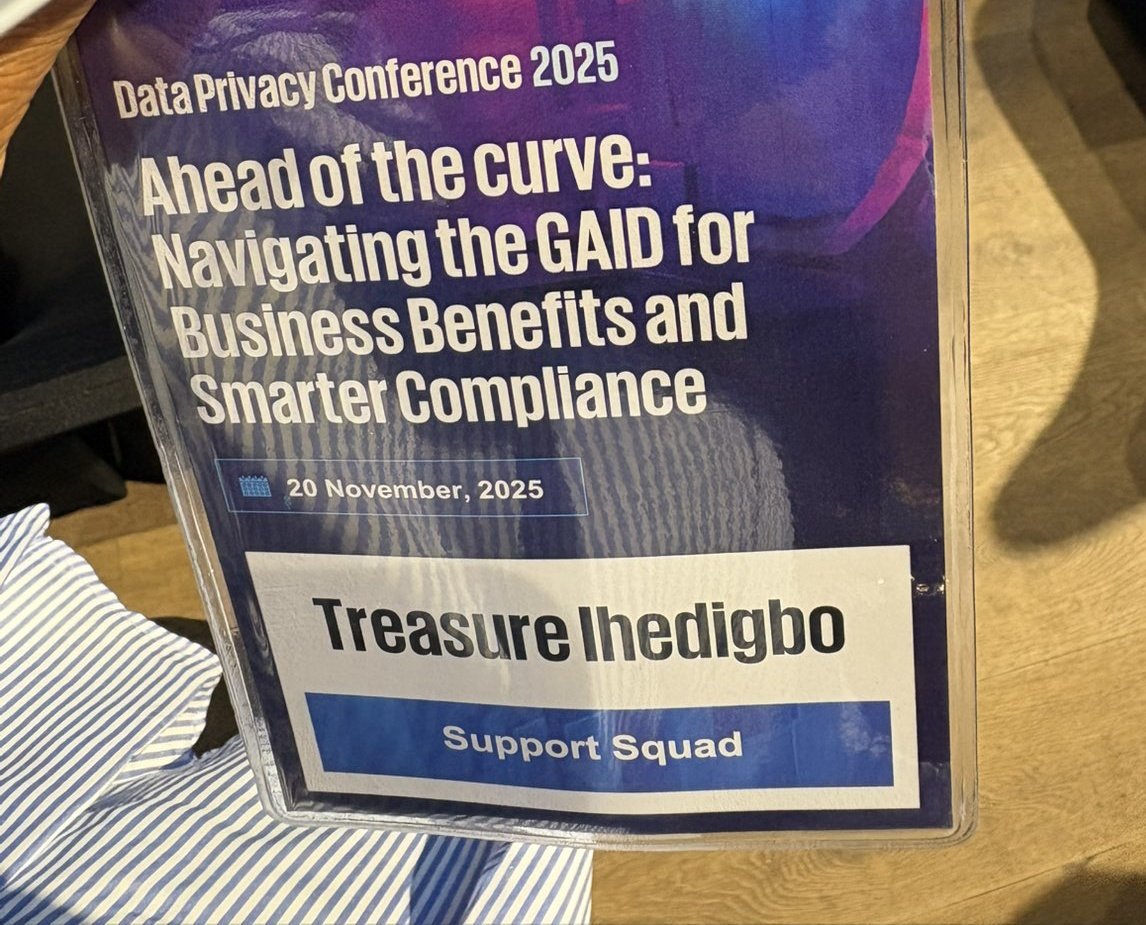 Data Privacy Conference 2025
Ahead of the curve:
Navigating the GAID for
Business Benefits and
Smarter Compliance
20 November, 2025
Treasure Ihedigbo
Support Squad